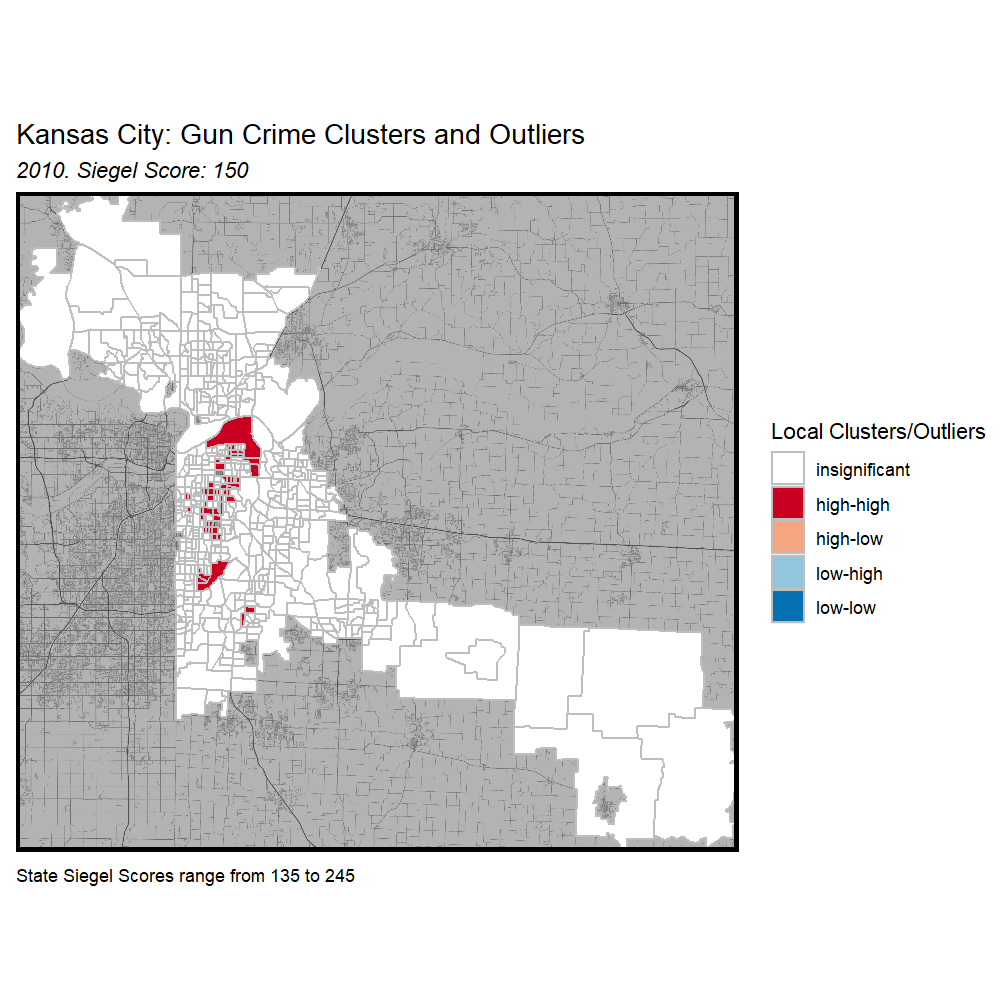 Kansas City: Gun Crime Clusters and Outliers
2010. Siegel Score: 150
Local Clusters/Outliers
insignificant
high-high
high-low
low-high
low-low
State Siegel Scores range from 135 to 245